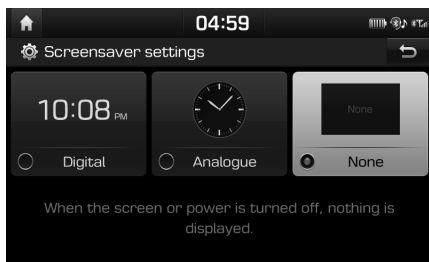 04:59
Screensaver settings
10:08 PM
None
Digital
Analogue
None
When the screen or power is turned off, nothing is
displayed.